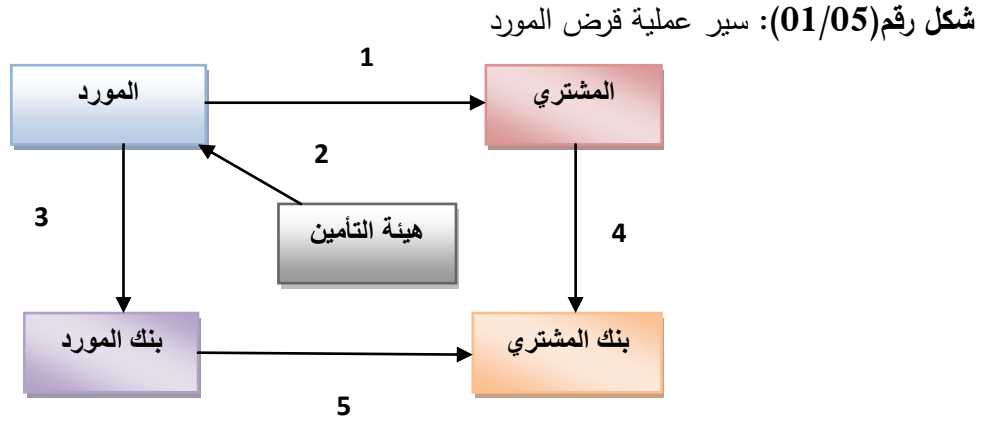 شكل رقم(01/05): سير عملية قرض المورد
1
المشتري
المورد
2
3
هيئة التأمين
4
بنك المشتري
بنك المورد
5